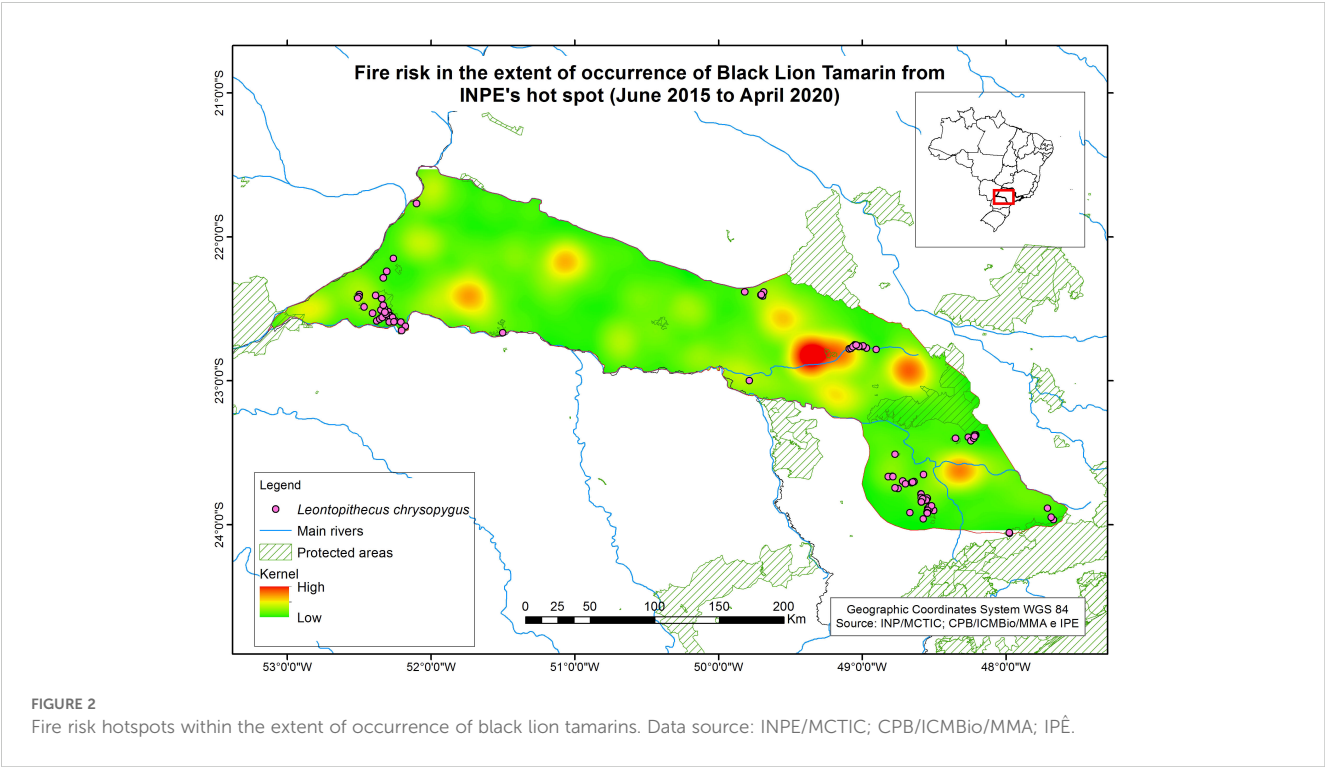 Fire risk in the extent of occurrence of Black Lion Tamarin from
INPE's hot spot (June 2015 to April 2020)
21°0'0"S
22°0'0"S
23°0'0"S
24°0'0"S
Legend
Leontopithecus chrysopygus
Main rivers
Protected areas
Kernel
High
Low
0 25 50 100 150 200
Km
Geographic Coordinates System WGS 84
Source: INP/MCTIC; CPB/ICMBio/MMA e IPE
53°0'0"W 52°0'0"W 51°0'0"W 50°0'0"W 49°0'0"W 48°0'0"W
FIGURE 2
Fire risk hotspots within the extent of occurrence of black lion tamarins. Data source: INPE/MCTIC; CPB/ICMBio/MMA; IPÊ.